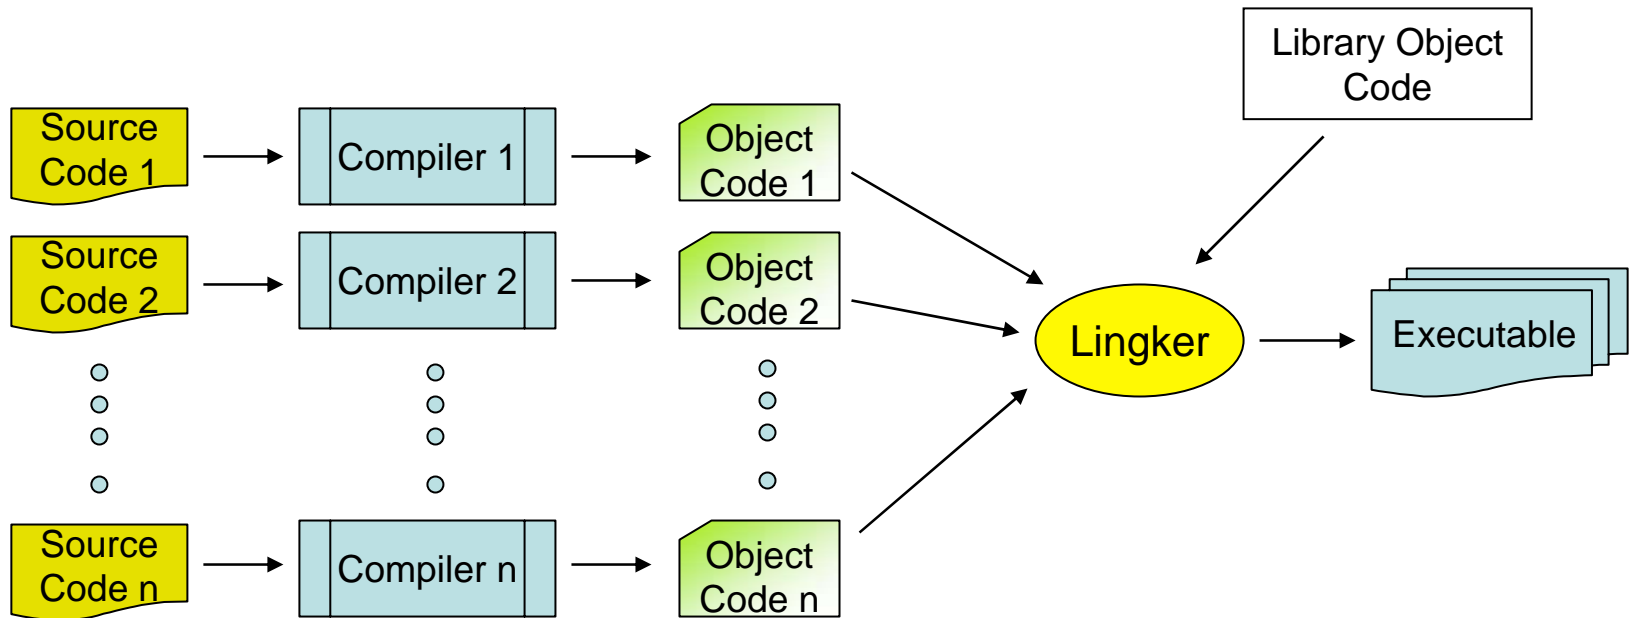 Library Object
Code
Source
Code 1
Compiler 1
Object
Code 1
Source
Code 2
Compiler 2
Object
Code 2
Lingker
Executable
Source
Code n
Compiler n
Object
Code n